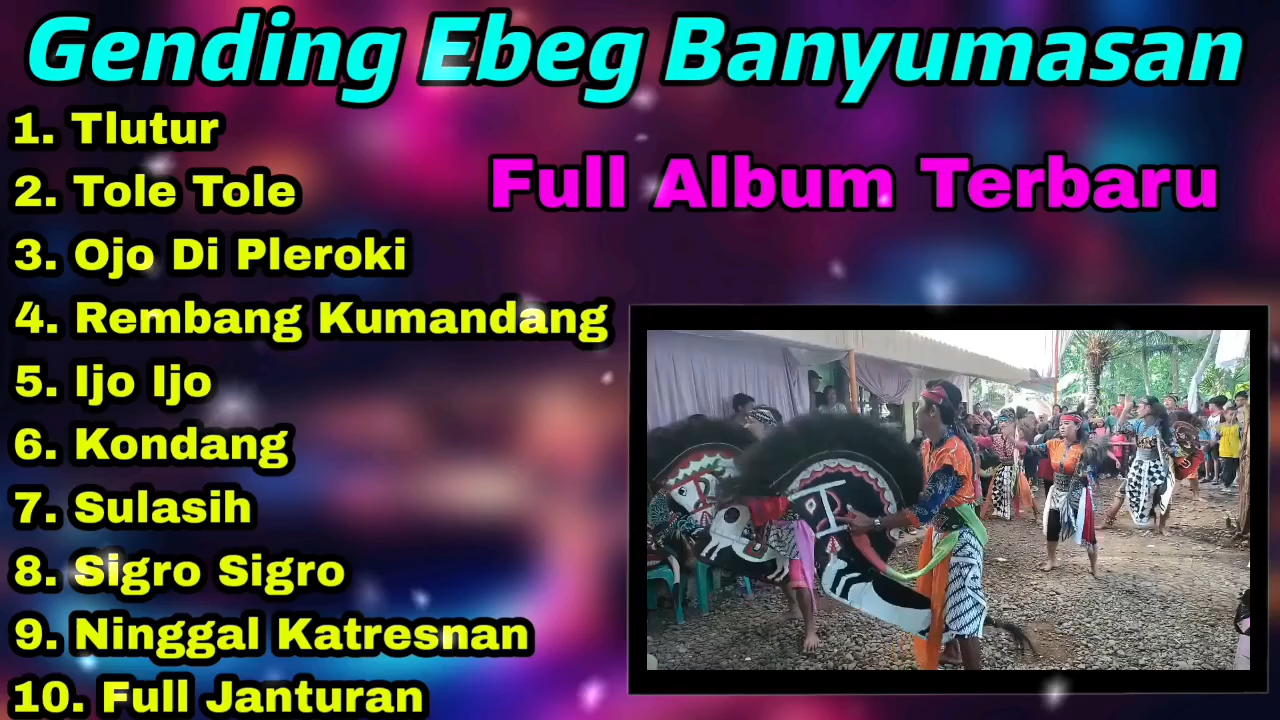 Gending Ebeg Banyumasan
Full Album Terbaru
1. Tlutur
2. Tole Tole
3. Ojo Di Pleroki
4. Rembang Kumandang
5. Ijo Ijo
6. Kondang
7. Sulasih
8. Sigro Sigro
9. Ninggal Katresnan
10. Full Janturan